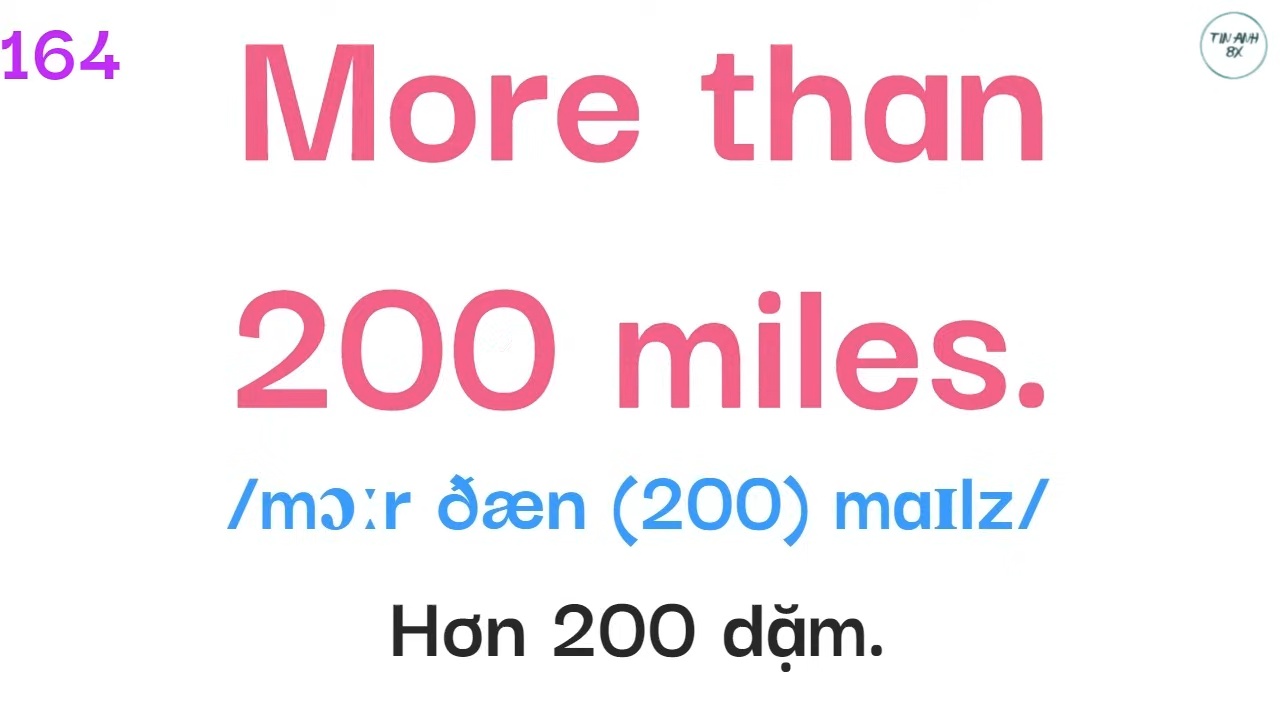 164
TIN ANH
8X
More than
200 miles.
/mɔːr ðæn (200) maɪlz/
Hơn 200 dặm.